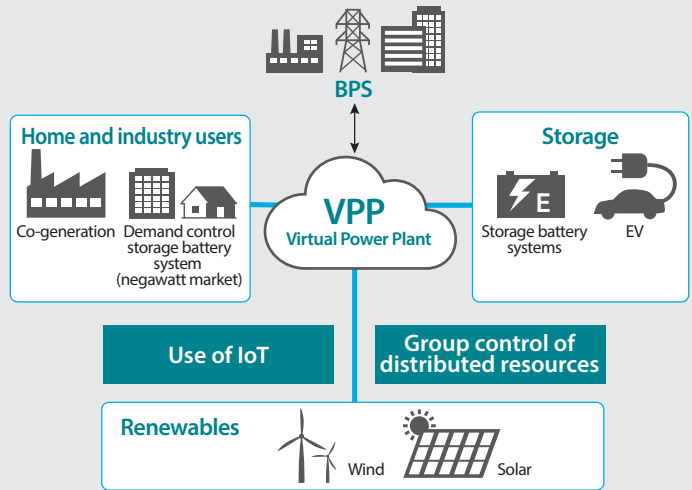 BPS
Home and industry users
Co-generation
Demand control
storage battery
system
(negawatt market)
VPP
Virtual Power Plant
Storage
E
Storage battery
systems
EV
Use of IoT
Group control of
distributed resources
Renewables
Wind
Solar